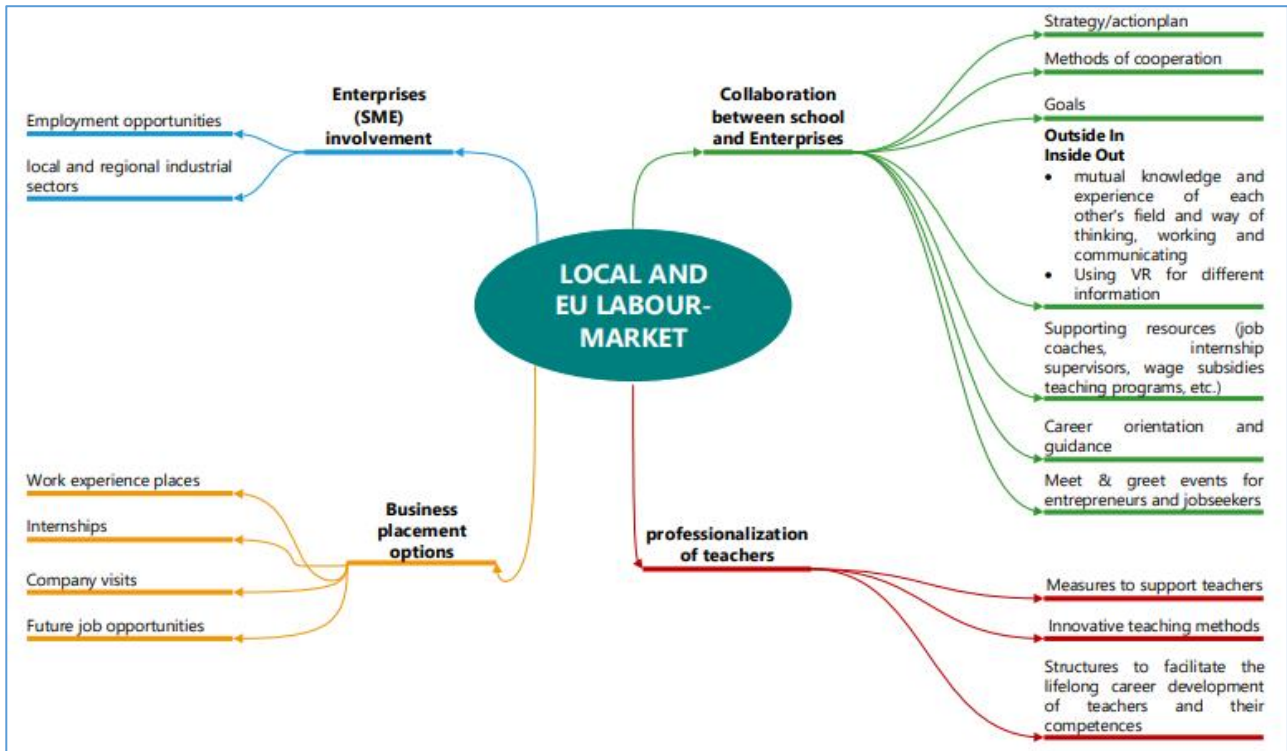 LOCAL AND
EU LABOUR-
MARKET
Enterprises
(SME)
involvement
Employment opportunities
local and regional industrial
sectors
Business
placement
options
Work experience places
Internships
Company visits
Future job opportunities
Collaboration
between school
and Enterprises
Strategy/actionplan
Methods of cooperation
Goals
Outside In
Inside Out
• mutual knowledge and
experience of each
other's field and way of
thinking, working and
communicating
• Using VR for different
information
Supporting resources (job
coaches, internship
supervisors, wage subsidies
teaching programs, etc.)
Career orientation and
guidance
Meet & greet events for
entrepreneurs and jobseekers
professionalization
of teachers
Measures to support teachers
Innovative teaching methods
Structures to facilitate the
lifelong career development
of teachers and their
competences